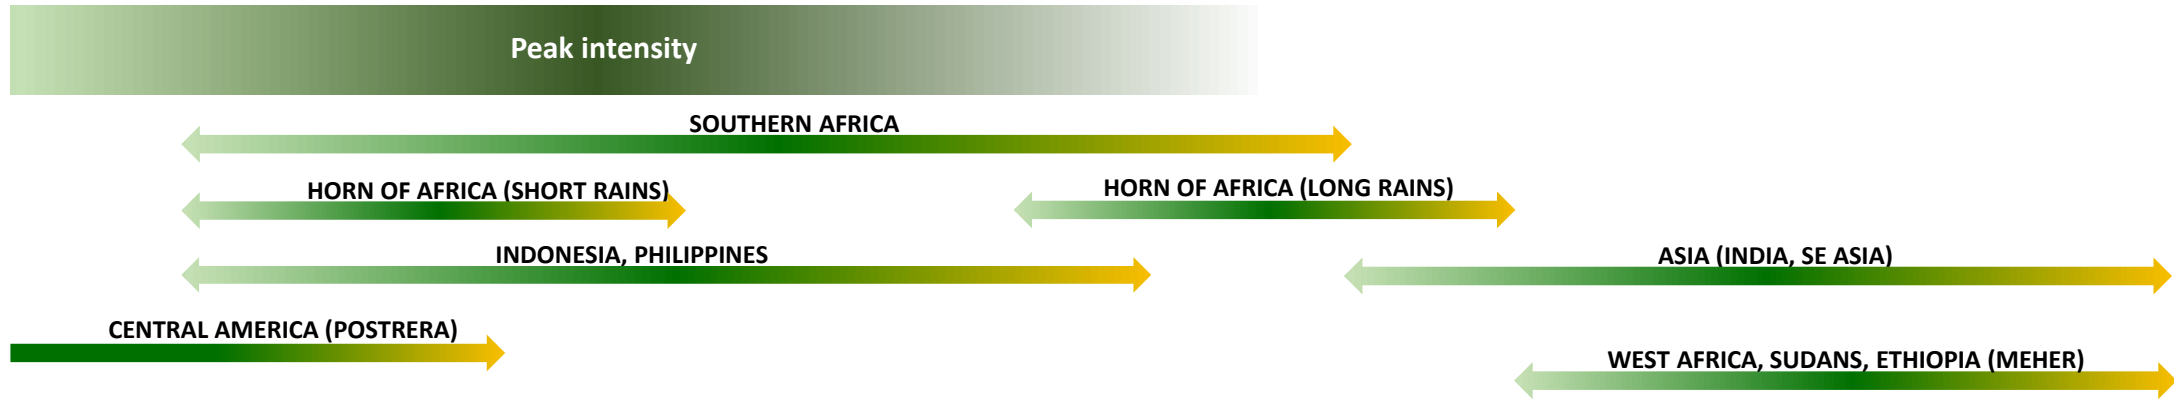 Peak intensity
SOUTHERN AFRICA
HORN OF AFRICA (SHORT RAINS)
HORN OF AFRICA (LONG RAINS)
INDONESIA, PHILIPPINES
ASIA (INDIA, SE ASIA)
CENTRAL AMERICA (POSTRERA)
WEST AFRICA, SUDANS, ETHIOPIA (MEHER)